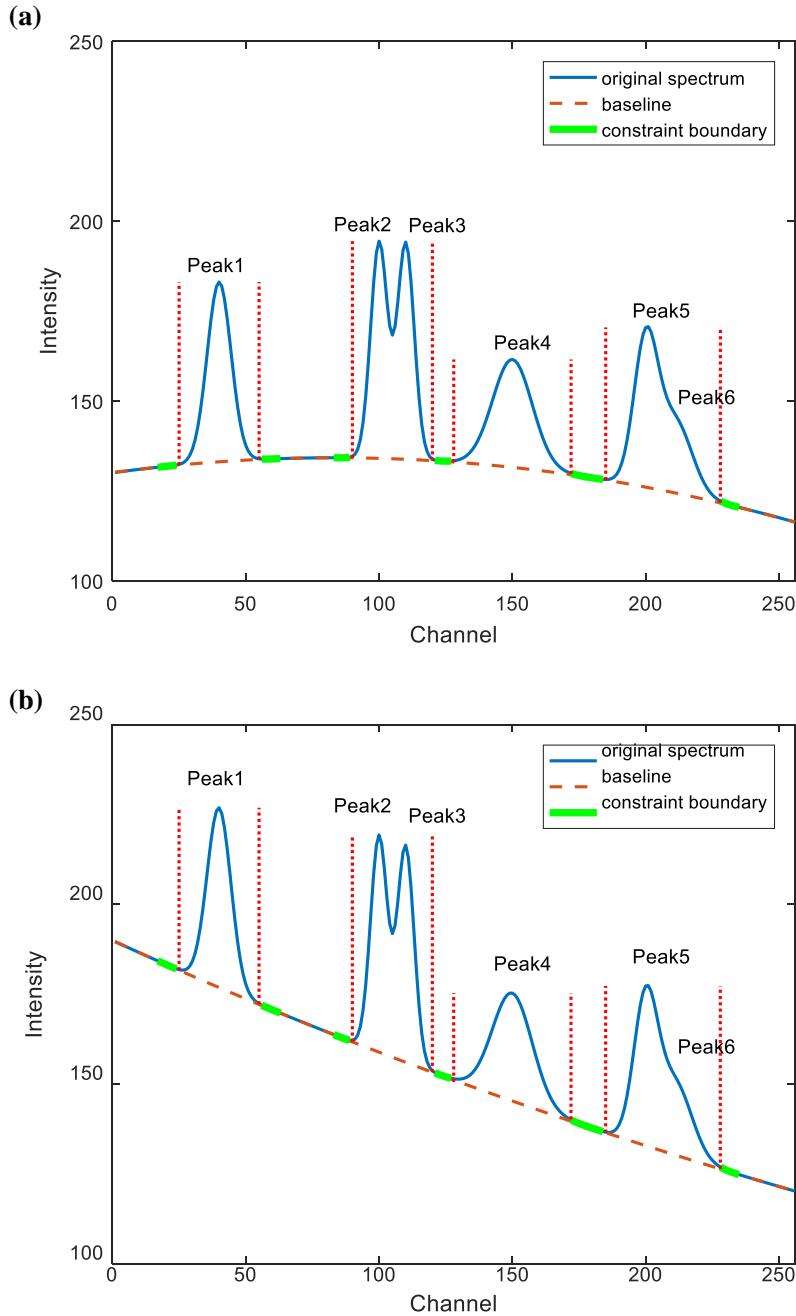 (a)
250
original spectrum
baseline
constraint boundary
200
Peak2
Peak3
Peak1
Peak5
Peak4
Peak6
150
100
Intensity
0
50
100
150
200
250
Channel
(b)
250
original spectrum
baseline
constraint boundary
Peak1
Peak2
Peak3
200
Peak4
Peak5
Peak6
150
100
Intensity
0
50
100
150
200
250
Channel